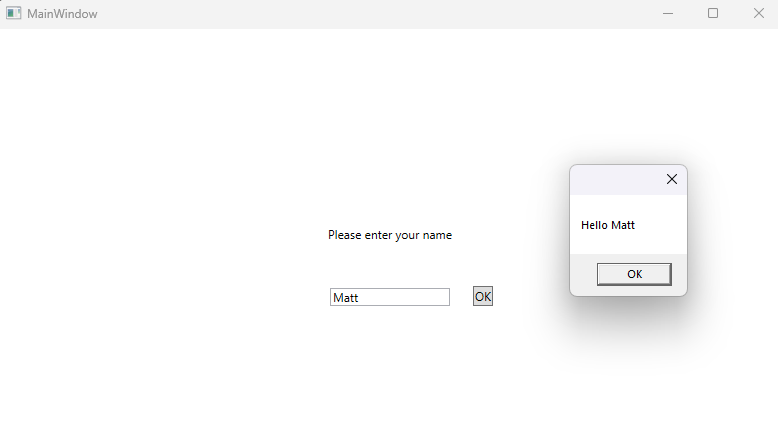 MainWindow
Please enter your name
Matt
OK
Hello Matt
OK